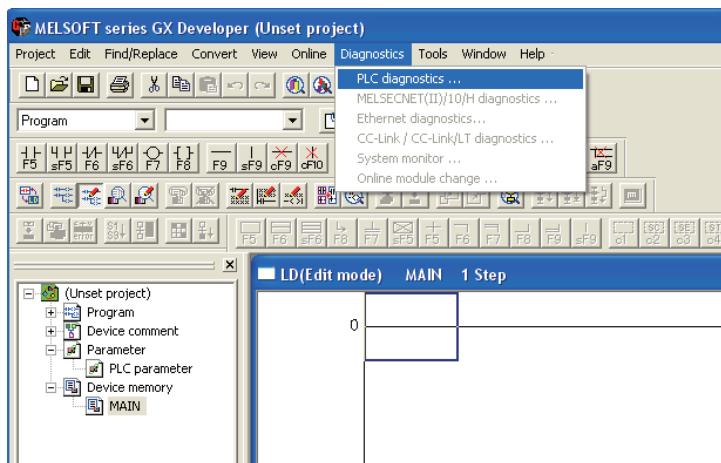 MELSOFT series GX Developer (Unset project)
Project Edit Find/Replace Convert View Online Diagnostics Tools Window Help
PLC diagnostics ...
MELSECNET(II)/10/H diagnostics ...
Ethernet diagnostics...
CC-Link / CC-Link/LT diagnostics ...
System monitor ...
Online module change ...
Program
F5 sF5 F6 sF6 F7 F8 F9 sF9 cF9 cF10 aF9
F5 F6 sF6 F8 F7 sF5 F5 F6 F7 F8 F9 sF9 c1 c2 c3 c4
LD(Edit mode) MAIN 1 Step
0
(Unset project)
Program
Device comment
Parameter
PLC parameter
Device memory
MAIN